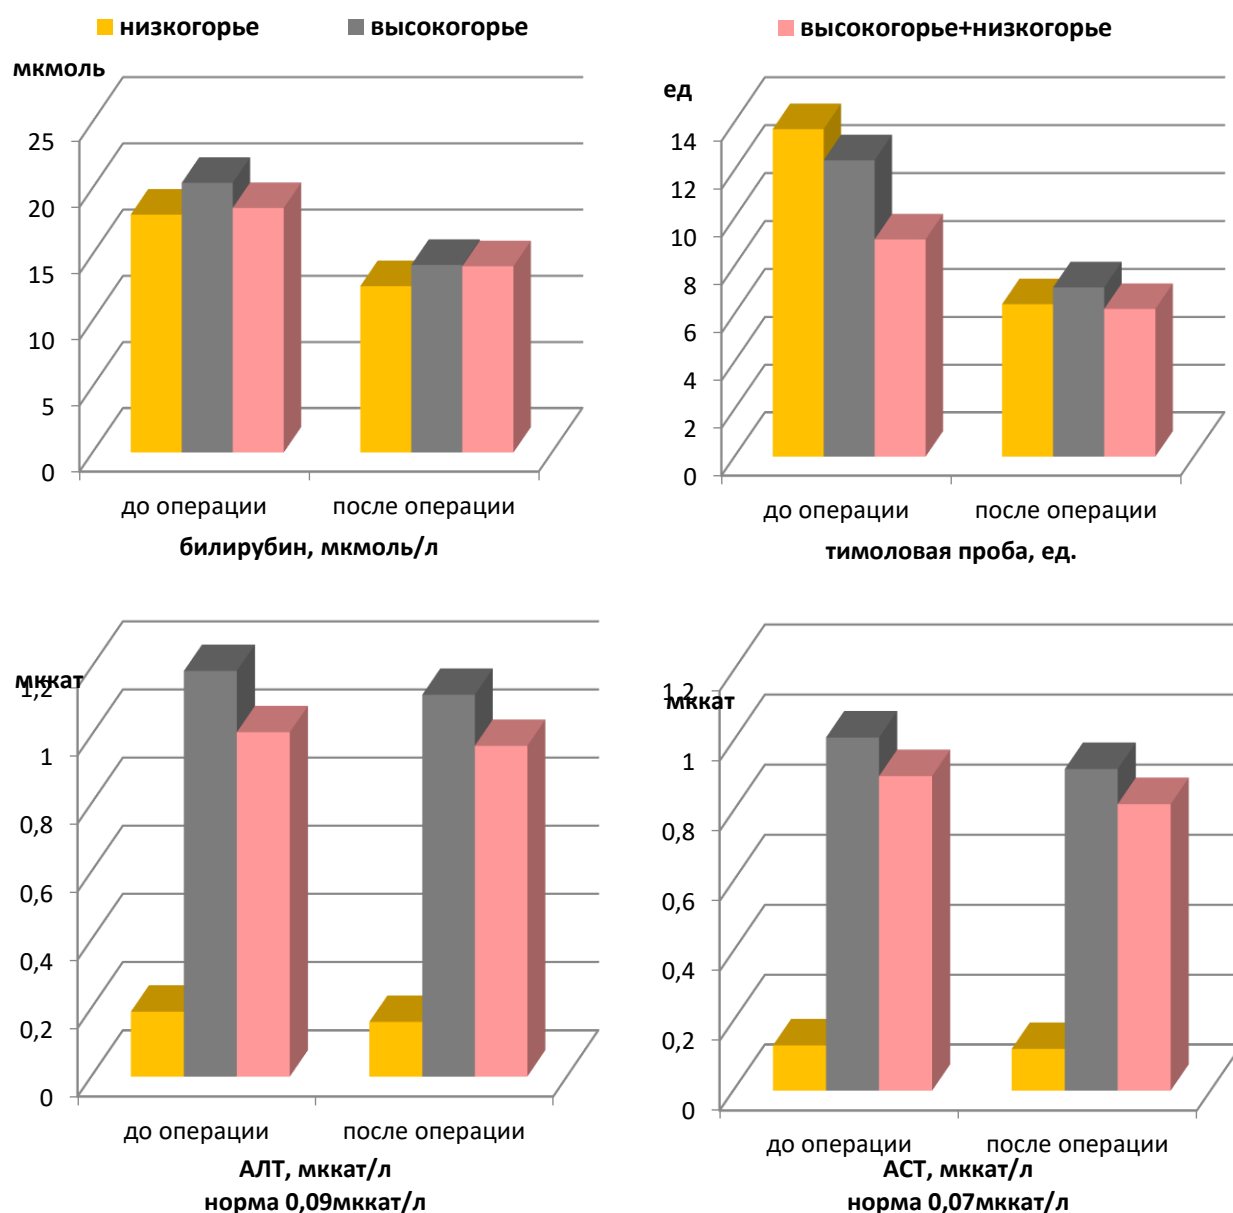 низкогорье
высокогорье
высокогорье+низкогорье
мкмоль
25
20
15
10
5
0
до операции
после операции
билирубин, мкмоль/л
ед
14
12
10
8
6
4
2
0
до операции
после операции
тимоловая проба, ед.
мккат
1,2
1
0,8
0,6
0,4
0,2
0
до операции
после операции
АЛТ, мккат/л
норма 0,09мккат/л
1,2
мккат
1
0,8
0,6
0,4
0,2
0
до операции
после операции
АСТ, мккат/л
норма 0,07мккат/л